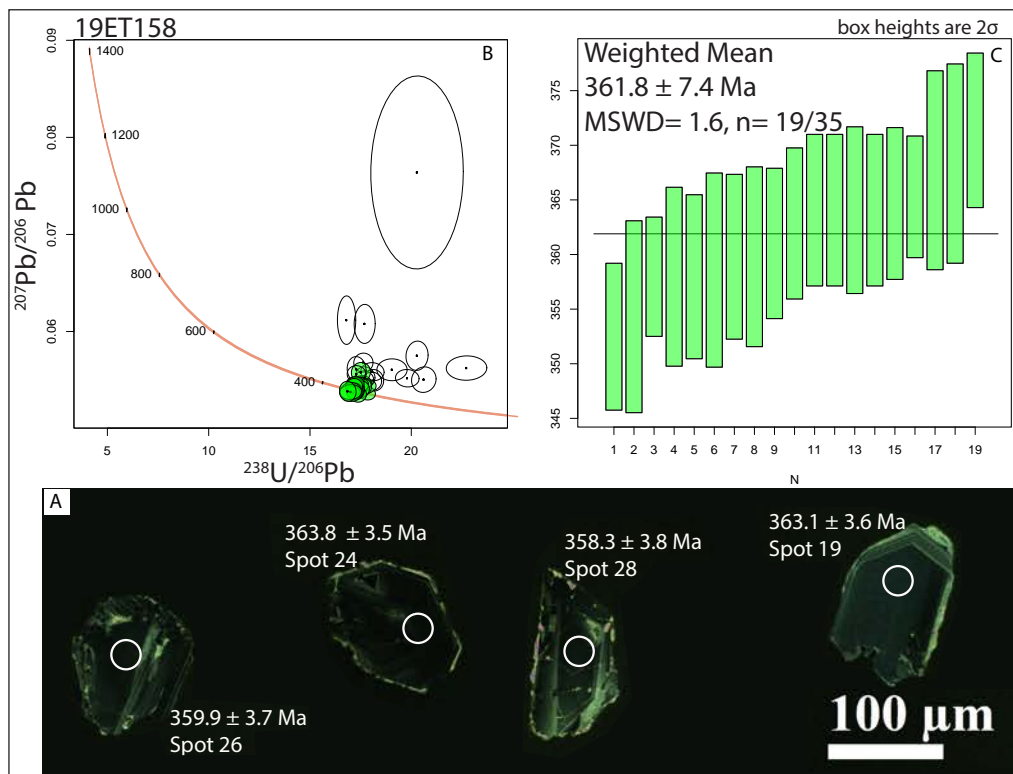 19ET158
B
0.09
0.08
0.07
0.06
207Pb/206 Pb
1400
1200
1000
800
600
400
5
10
15
20
238U/206Pb
box heights are 2σ
C
Weighted Mean
361.8 ± 7.4 Ma
MSWD= 1.6, n= 19/35
375
370
365
360
355
350
345
1 2 3 4 5 6 7 8 9 11 13 15 17 19
N
A
363.8 ± 3.5 Ma
Spot 24
358.3 ± 3.8 Ma
Spot 28
363.1 ± 3.6 Ma
Spot 19
359.9 ± 3.7 Ma
Spot 26
100 µm